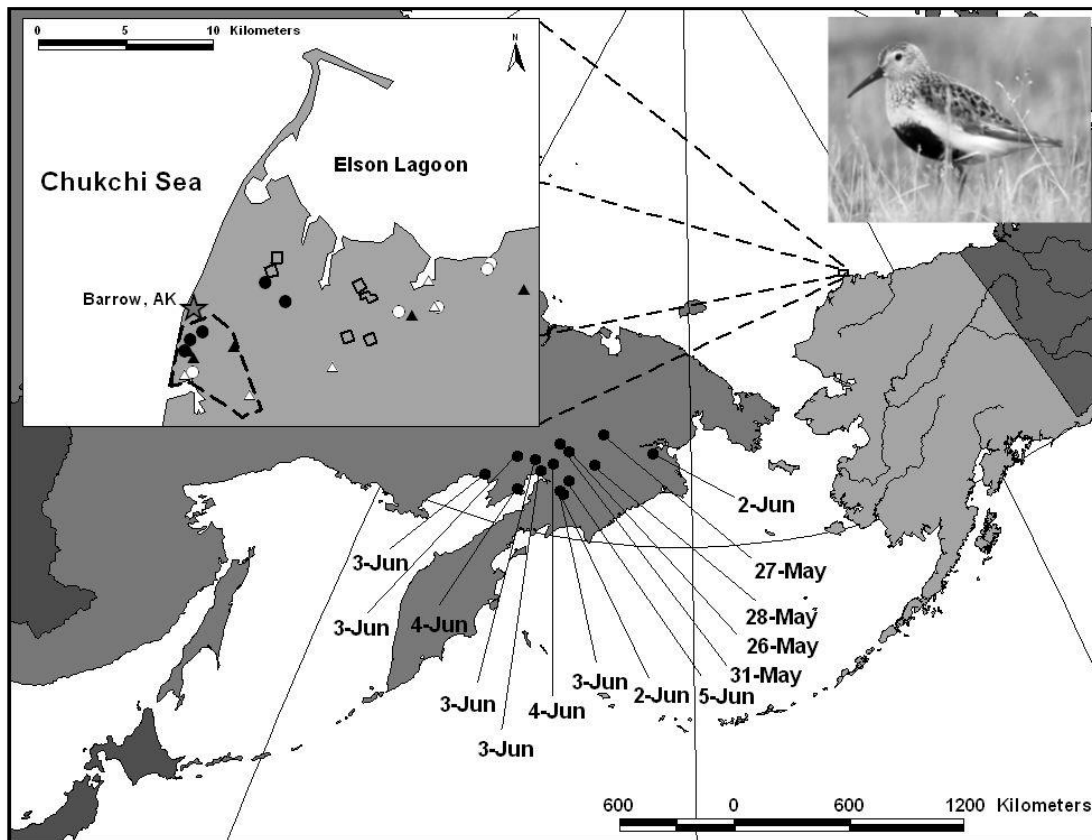 0 5 10 Kilometers
N
Chukchi Sea
Elson Lagoon
Barrow, AK
2-Jun
3-Jun
27-May
3-Jun
4-Jun
28-May
26-May
3-Jun
31-May
3-Jun
4-Jun
2-Jun
5-Jun
3-Jun
600 0 600 1200 Kilometers